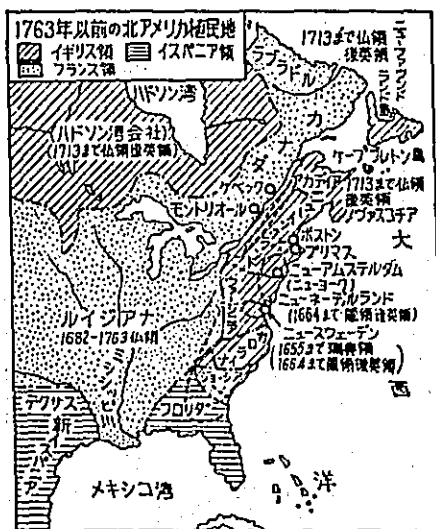 1763年以前の北アメリカ植民地
イギリス領 イスパニア領
フランス領
ニューファウンドランド島
1713まで仏領
後英領
ラブラドル
ハドソン湾
カナダ
(ハドソン湾会社)
(1713まで仏領後英領)
ケープブレトン島
アカデイア
1713まで仏領
後英領
ノヴァスコチア
ケベック
モントリオール
ボストン
プリマス
ニューアムステルダム
(ニューヨーク)
ニューネーデルランド
(1664まで蘭領後英領)
ニュースウェーデン
(1655まで瑞典領
1664まで蘭領後英領)
ルイジアナ
1682-1763仏領
ミシシッピ川
フロリダ
テクサス
新イスパニア
メキシコ湾
大西洋